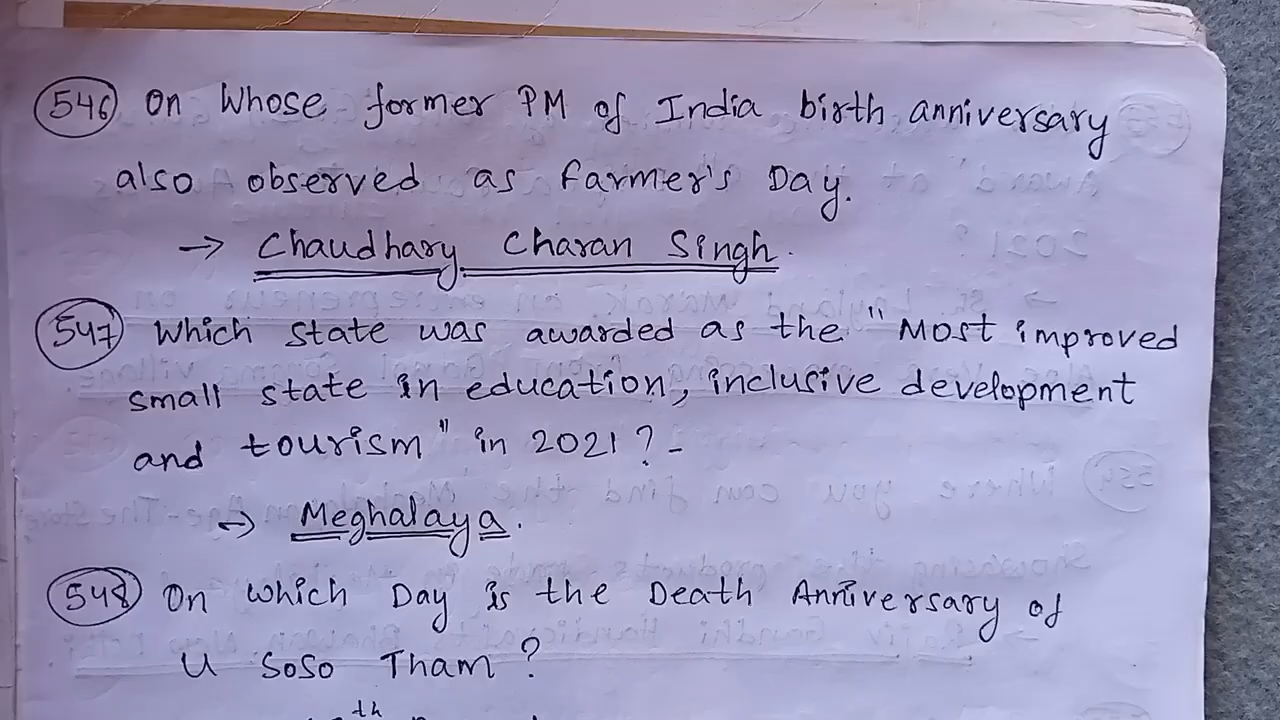 546 On Whose former PM of India birth anniversary
also observed as farmer's Day.
→ Chaudhary Charan Singh.
547 Which state was awarded as the "Most improved
small state in education, inclusive development
and tourism" in 2021? -
→ Meghalaya.
548 On which Day is the Death Anniversary of
U SoSo Tham?
th